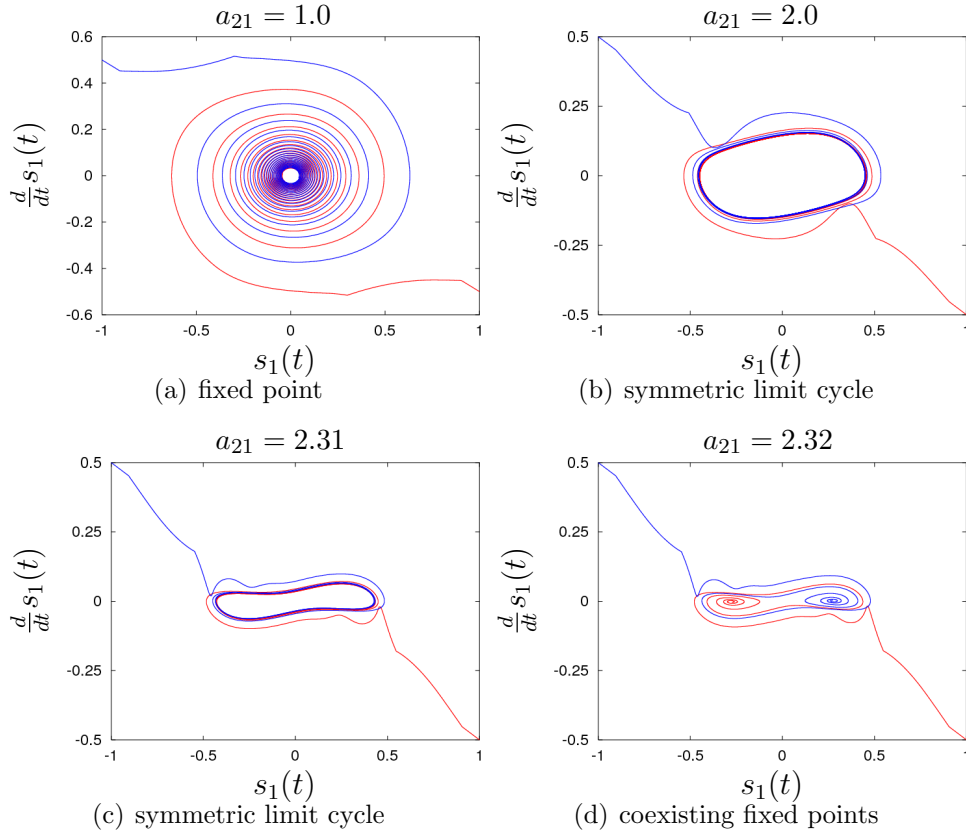 a₂₁ = 1.0
0.6
0.4
0.2
0
-0.2
-0.4
-0.6
-1 -0.5 0 0.5 1
d/dt s₁(t)
s₁(t)
(a) fixed point
a₂₁ = 2.0
0.5
0.25
0
-0.25
-0.5
-1 -0.5 0 0.5 1
d/dt s₁(t)
s₁(t)
(b) symmetric limit cycle
a₂₁ = 2.31
0.5
0.25
0
-0.25
-0.5
-1 -0.5 0 0.5 1
d/dt s₁(t)
s₁(t)
(c) symmetric limit cycle
a₂₁ = 2.32
0.5
0.25
0
-0.25
-0.5
-1 -0.5 0 0.5 1
d/dt s₁(t)
s₁(t)
(d) coexisting fixed points